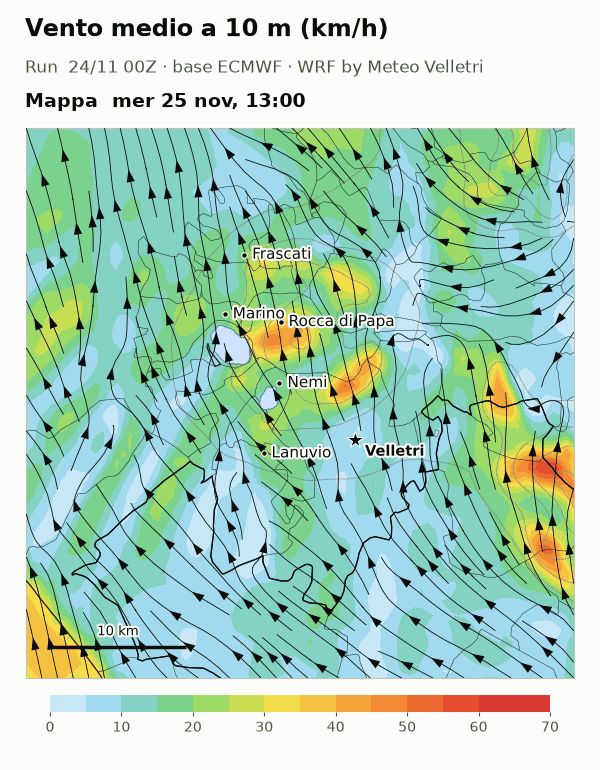 Vento medio a 10 m (km/h)
Run  24/11 00Z · base ECMWF · WRF by Meteo Velletri
Mappa  mer 25 nov, 13:00
Frascati
Marino
Rocca di Papa
Nemi
Velletri
Lanuvio
10 km
0 10 20 30 40 50 60 70